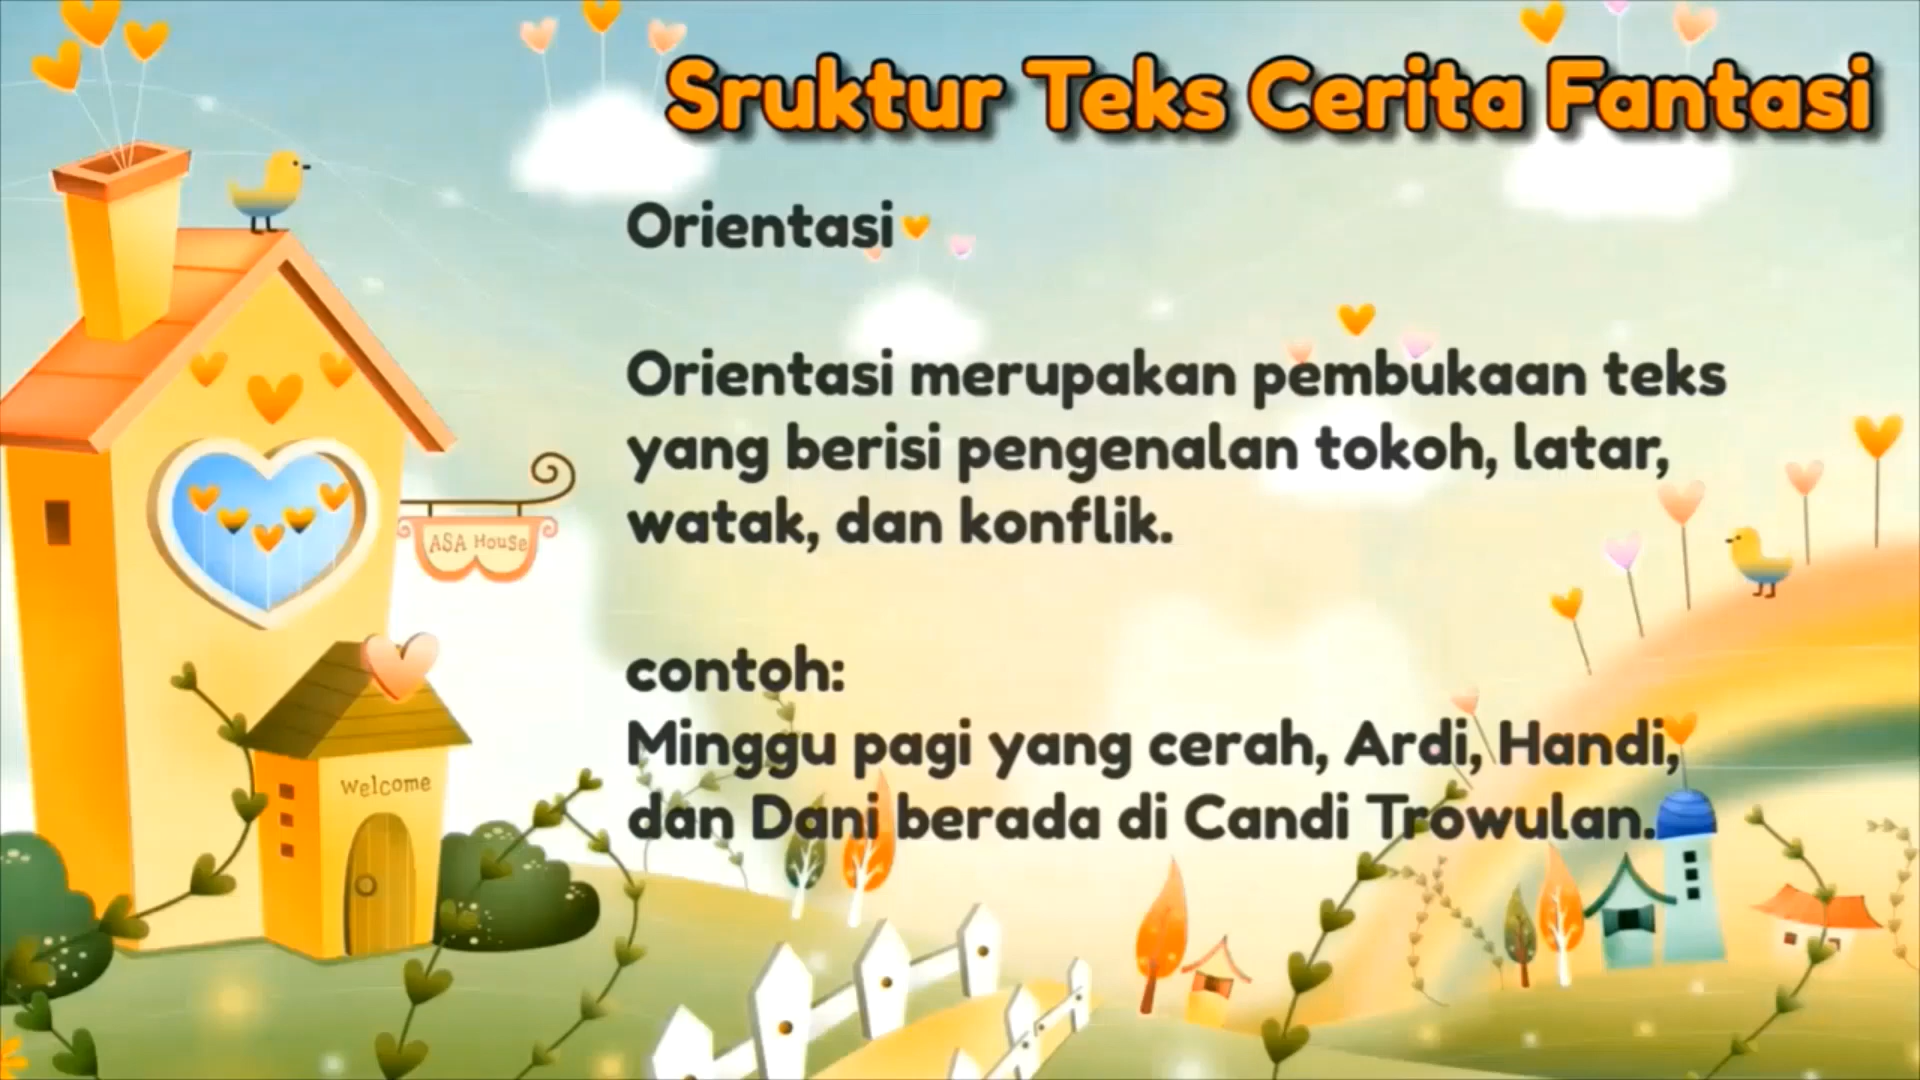 Sruktur Teks Cerita Fantasi
Orientasi
Orientasi merupakan pembukaan teks
yang berisi pengenalan tokoh, latar,
watak, dan konflik.
contoh:
Minggu pagi yang cerah, Ardi, Handi,
dan Dani berada di Candi Trowulan.
ASA House
Welcome